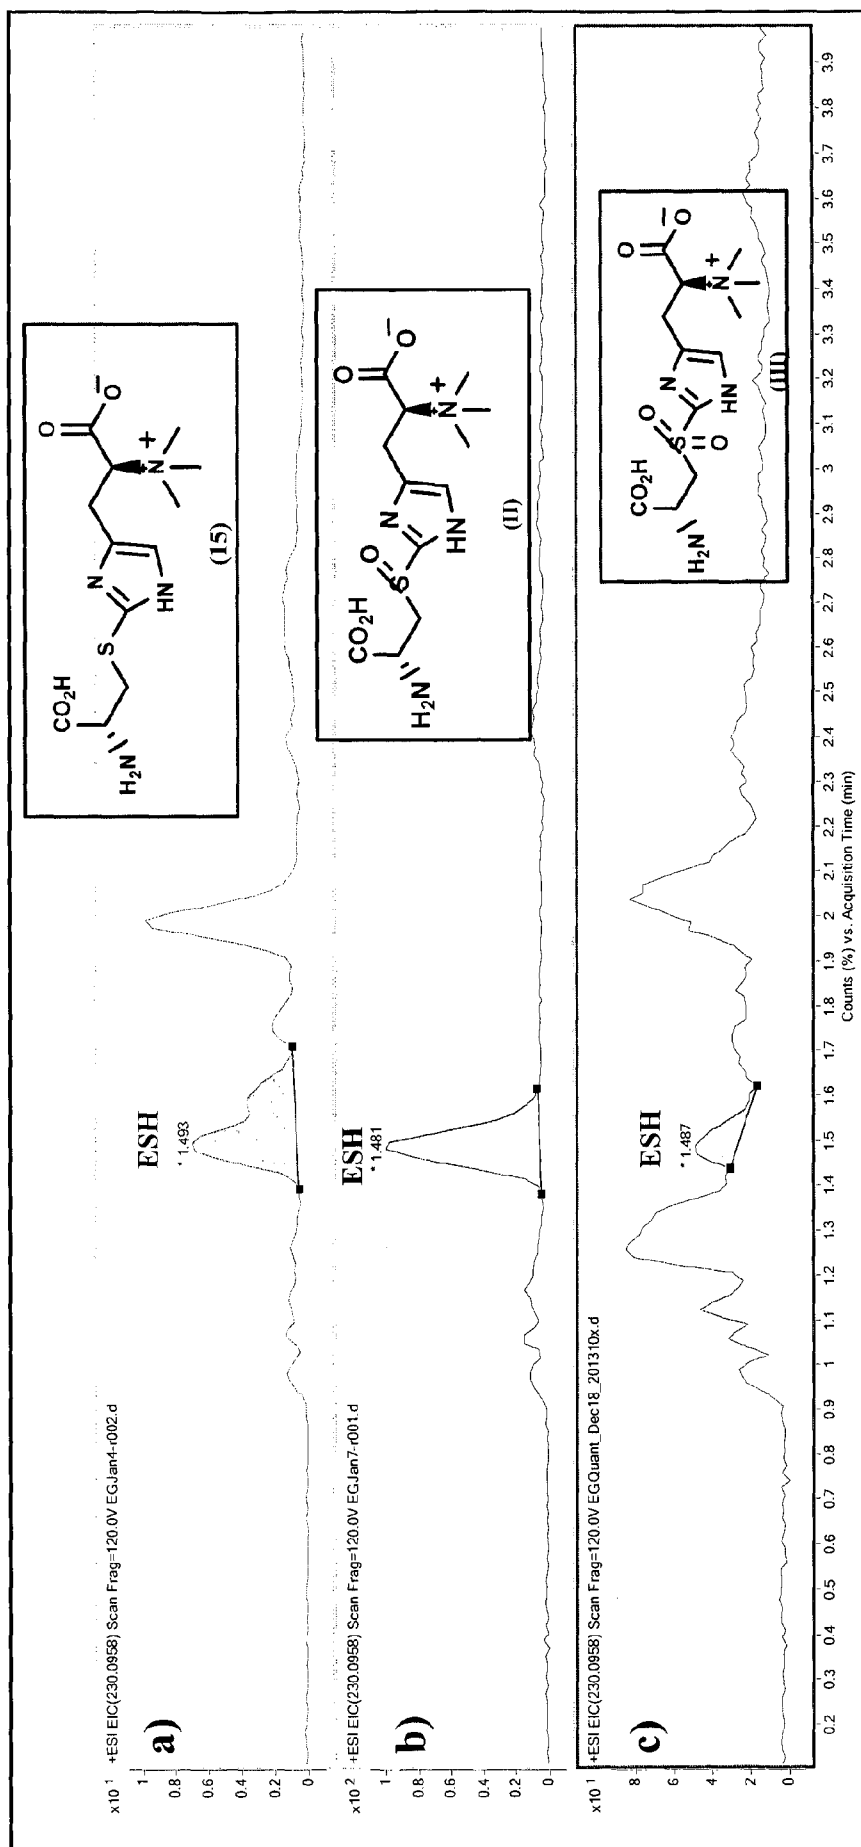 a)
+ESI EIC(230.0958) Scan Frag=120.0V EGJan4-r002.d
x10 1
1
0.8
0.6
0.4
0.2
0
ESH
* 1.493
CO2H
H2N
S
N
HN
O
O
−
N
+
+
(15)
b)
+ESI EIC(230.0958) Scan Frag=120.0V EGJan7-r001.d
x10 2
1
0.8
0.6
0.4
0.2
0
ESH
* 1.481
CO2H
H2N
O
S
N
HN
O
O
−
N
+
+
(II)
c)
+ESI EIC(230.0958) Scan Frag=120.0V EGQuant_Dec18_201310x.d
x10 1
8
6
4
2
0
ESH
* 1.487
CO2H
H2N
O
S
O
N
HN
O
O
−
N
+
+
(III)
0.2 0.3 0.4 0.5 0.6 0.7 0.8 0.9 1 1.1 1.2 1.3 1.4 1.5 1.6 1.7 1.8 1.9 2 2.1 2.2 2.3 2.4 2.5 2.6 2.7 2.8 2.9 3 3.1 3.2 3.3 3.4 3.5 3.6 3.7 3.8 3.9
Counts (%) vs. Acquisition Time (min)